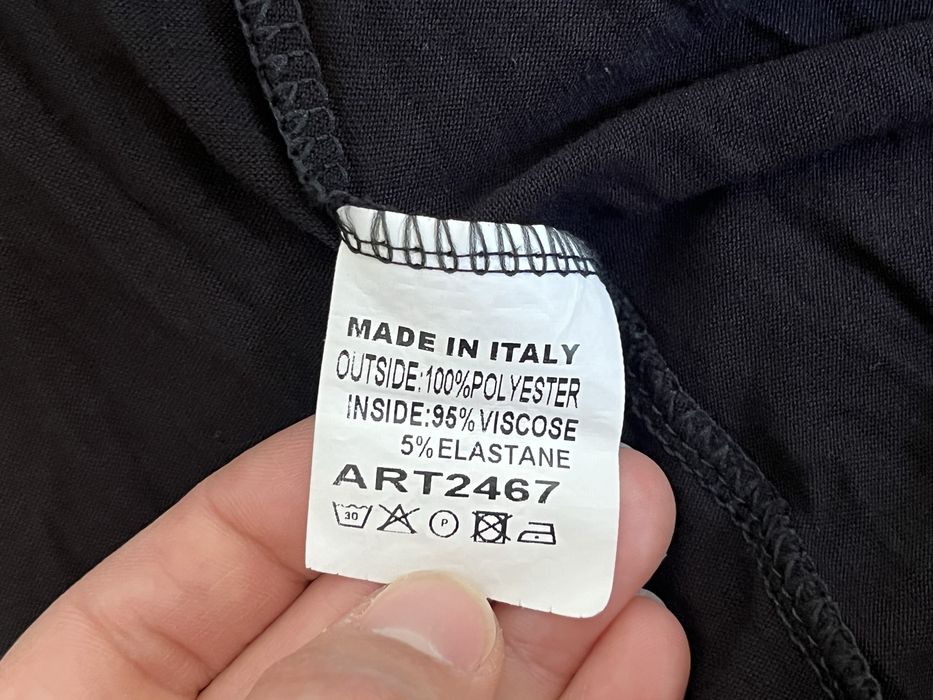 MADE IN ITALY
OUTSIDE:100%POLYESTER
INSIDE:95%VISCOSE
5%ELASTANE
ART2467
30 P